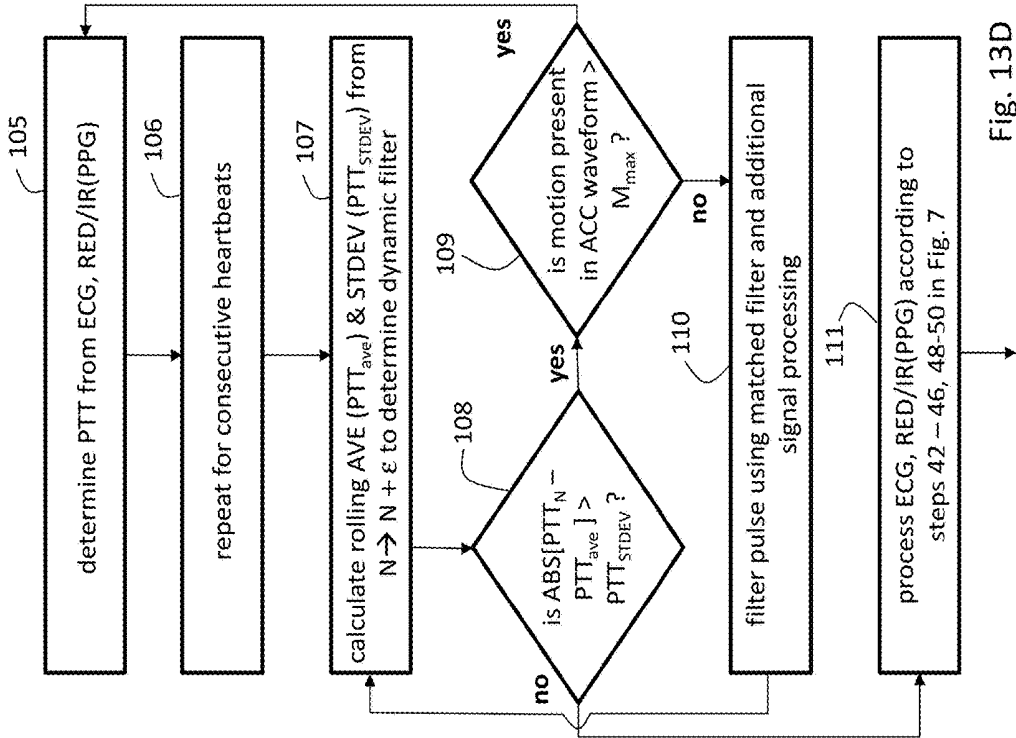 105
determine PTT from ECG, RED/IR(PPG)
106
repeat for consecutive heartbeats
107
calculate rolling AVE (PTT_ave) & STDEV (PTT_STDEV) from
N→ N + ε to determine dynamic filter
108
is ABS[PTT_N –
PTT_ave] >
PTT_STDEV ?
no
yes
109
is motion present
in ACC waveform >
M_max ?
yes
no
110
filter pulse using matched filter and additional
signal processing
111
process ECG, RED/IR(PPG) according to
steps 42 – 46, 48-50 in Fig. 7
Fig. 13D